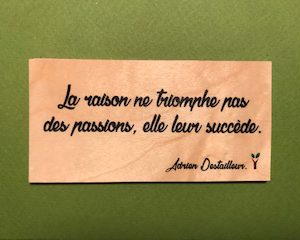 La raison ne triomphe pas
des passions, elle leur succède.
Adrien Destailleur.